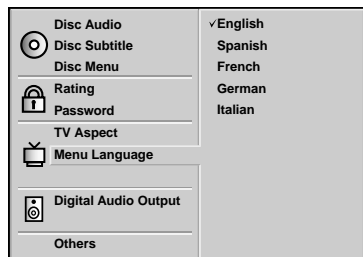 Disc Audio
Disc Subtitle
Disc Menu
Rating
Password
TV Aspect
Menu Language
Digital Audio Output
Others
✓English
Spanish
French
German
Italian